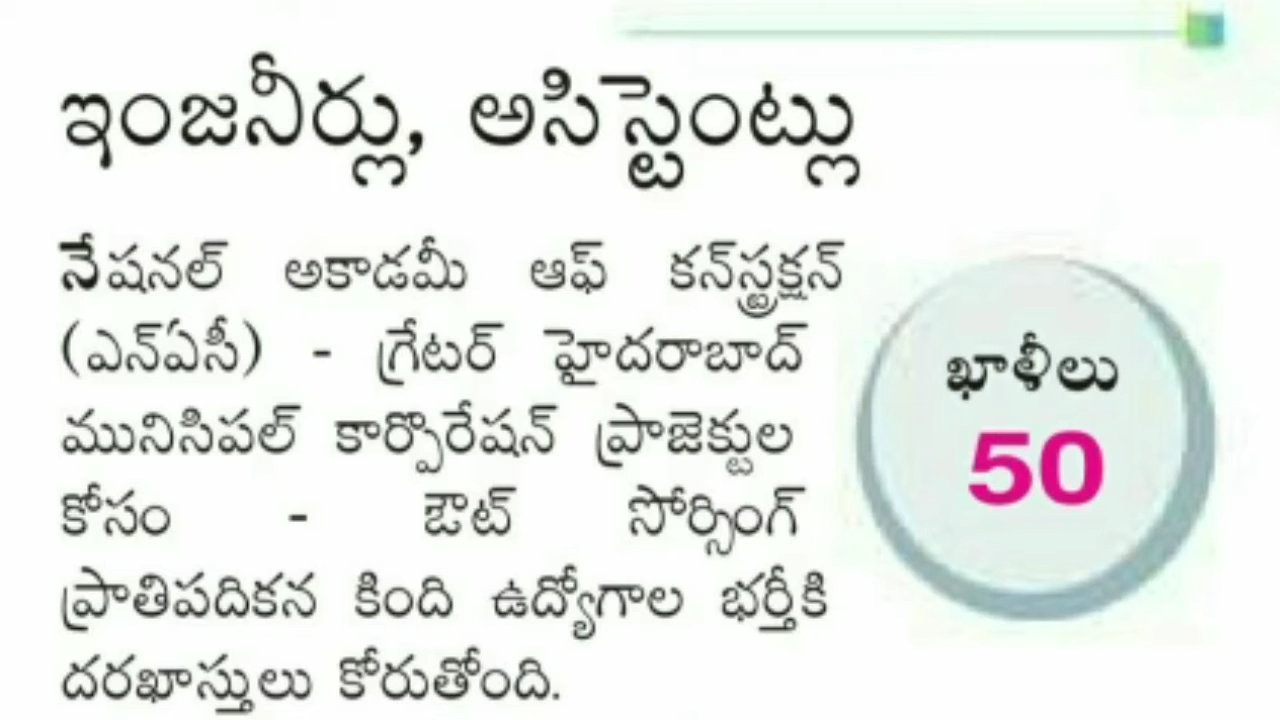 ఇంజనీర్లు, అసిస్టెంట్లు
నేషనల్ అకాడమీ ఆఫ్ కన్‌స్ట్రక్షన్
(ఎన్ఏసీ) - గ్రేటర్ హైదరాబాద్
మునిసిపల్ కార్పొరేషన్ ప్రాజెక్టుల
కోసం - ఔట్ సోర్సింగ్
ప్రాతిపదికన కింది ఉద్యోగాల భర్తీకి
దరఖాస్తులు కోరుతోంది.
ఖాళీలు
50